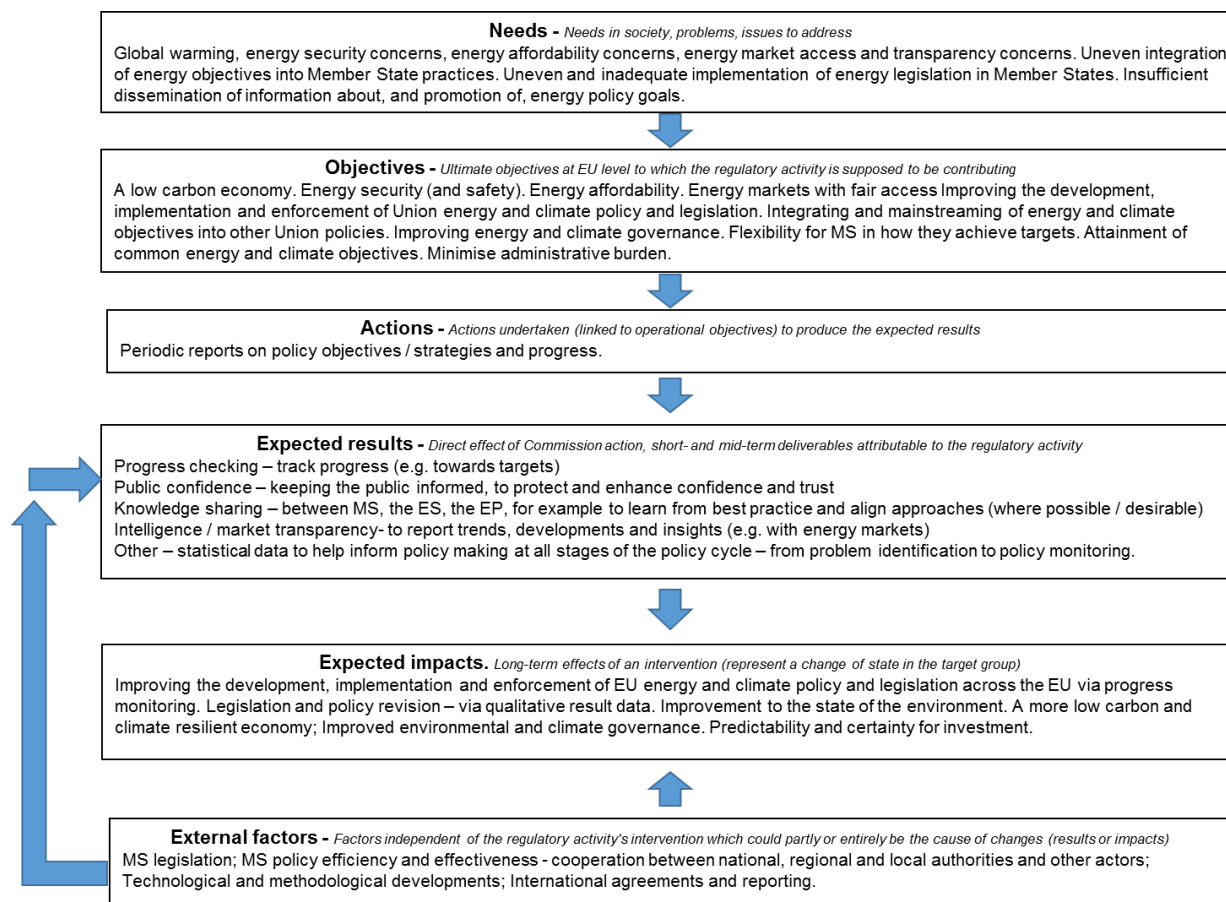 Needs - Needs in society, problems, issues to address
Global warming, energy security concerns, energy affordability concerns, energy market access and transparency concerns. Uneven integration
of energy objectives into Member State practices. Uneven and inadequate implementation of energy legislation in Member States. Insufficient
dissemination of information about, and promotion of, energy policy goals.
Objectives - Ultimate objectives at EU level to which the regulatory activity is supposed to be contributing
A low carbon economy. Energy security (and safety). Energy affordability. Energy markets with fair access Improving the development,
implementation and enforcement of Union energy and climate policy and legislation. Integrating and mainstreaming of energy and climate
objectives into other Union policies. Improving energy and climate governance. Flexibility for MS in how they achieve targets. Attainment of
common energy and climate objectives. Minimise administrative burden.
Actions - Actions undertaken (linked to operational objectives) to produce the expected results
Periodic reports on policy objectives / strategies and progress.
Expected results - Direct effect of Commission action, short- and mid-term deliverables attributable to the regulatory activity
Progress checking – track progress (e.g. towards targets)
Public confidence – keeping the public informed, to protect and enhance confidence and trust
Knowledge sharing – between MS, the ES, the EP, for example to learn from best practice and align approaches (where possible / desirable)
Intelligence / market transparency- to report trends, developments and insights (e.g. with energy markets)
Other – statistical data to help inform policy making at all stages of the policy cycle – from problem identification to policy monitoring.
Expected impacts. Long-term effects of an intervention (represent a change of state in the target group)
Improving the development, implementation and enforcement of EU energy and climate policy and legislation across the EU via progress
monitoring. Legislation and policy revision – via qualitative result data. Improvement to the state of the environment. A more low carbon and
climate resilient economy; Improved environmental and climate governance. Predictability and certainty for investment.
External factors - Factors independent of the regulatory activity's intervention which could partly or entirely be the cause of changes (results or impacts)
MS legislation; MS policy efficiency and effectiveness - cooperation between national, regional and local authorities and other actors;
Technological and methodological developments; International agreements and reporting.